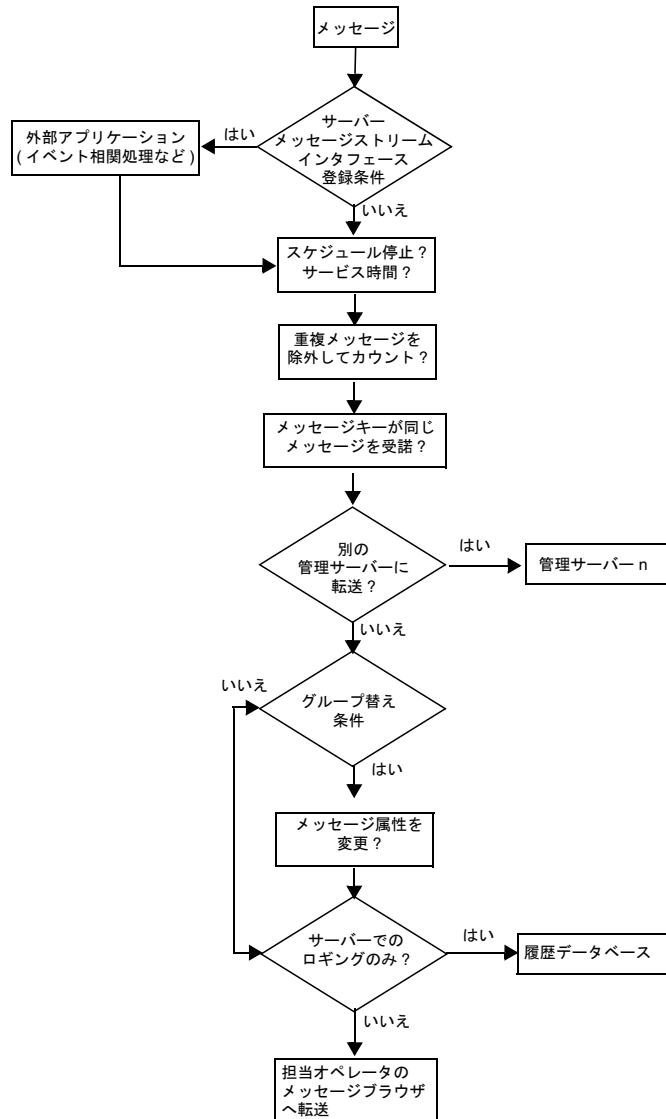 メッセージ
サーバー
メッセージストリーム
インタフェース
登録条件
はい
外部アプリケーション
( イベント相関処理など )
いいえ
スケジュール停止？
サービス時間？
重複メッセージを
除外してカウント？
メッセージキーが同じ
メッセージを受諾？
別の
管理サーバーに
転送？
はい
管理サーバー n
いいえ
いいえ
グループ替え
条件
はい
メッセージ属性を
変更？
サーバーでの
ロギングのみ？
はい
履歴データベース
いいえ
担当オペレータの
メッセージブラウザ
へ転送